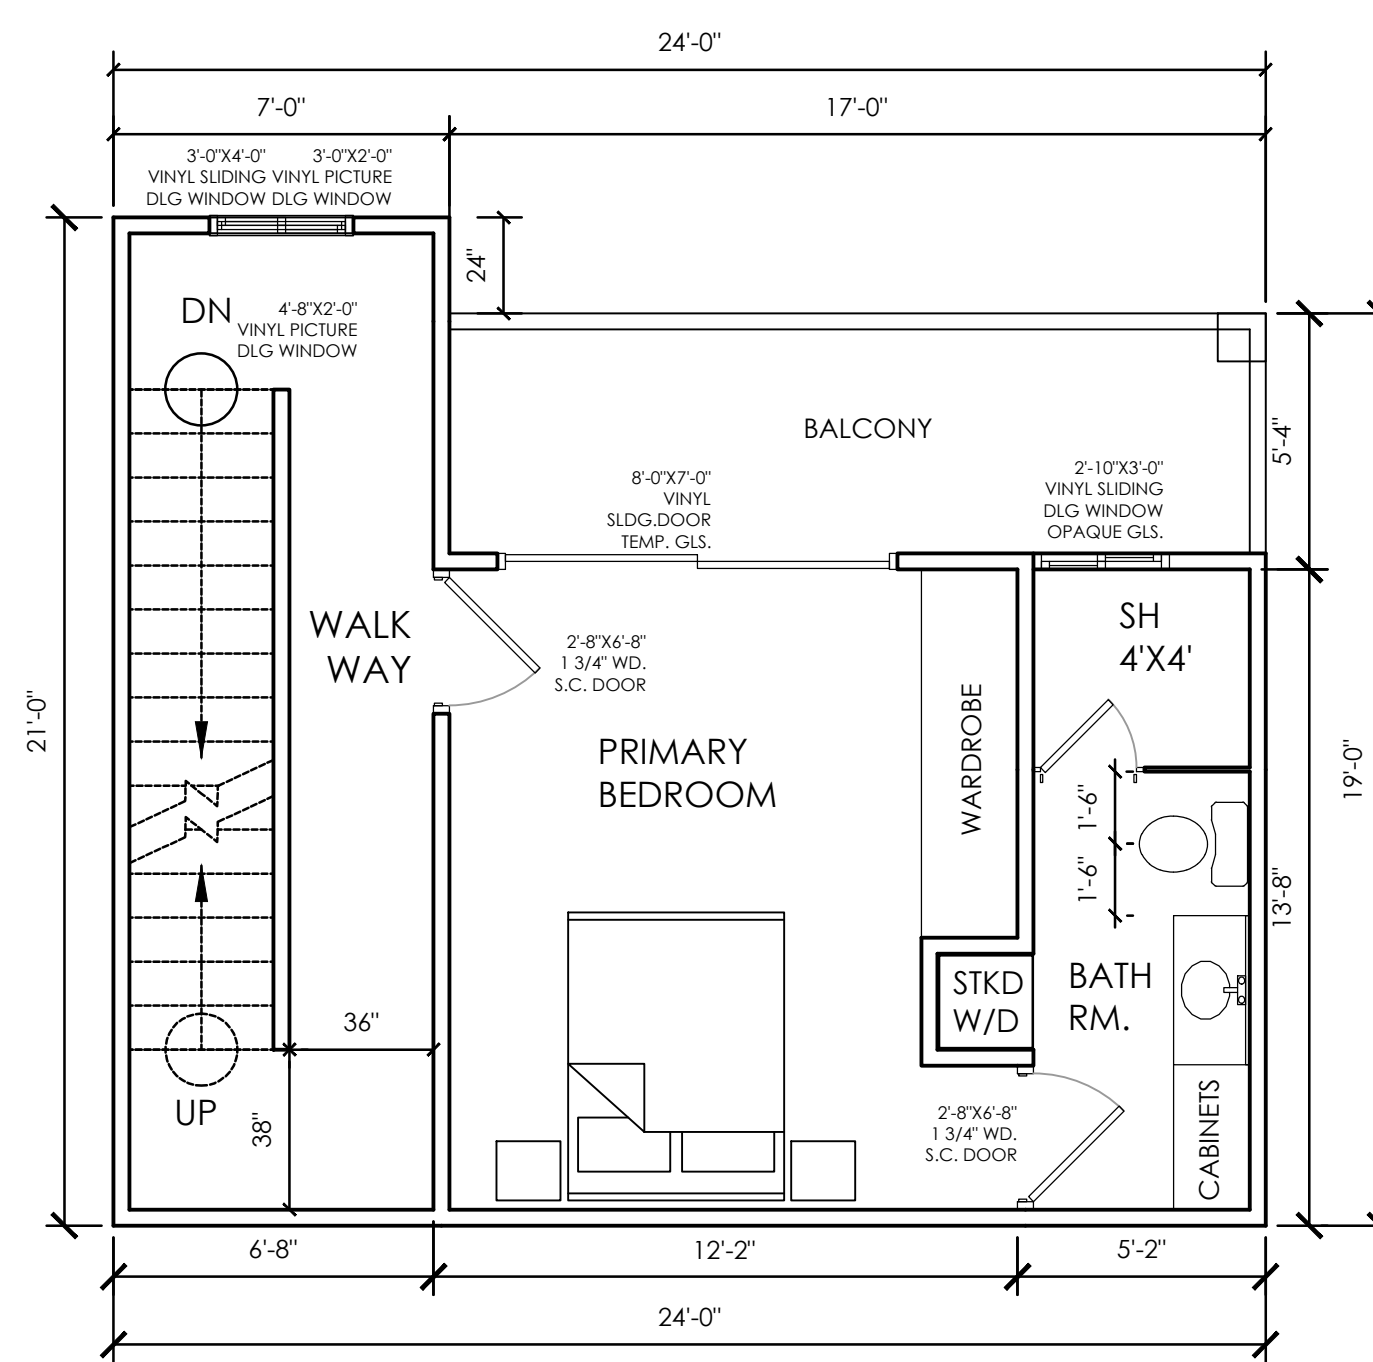 24'-0"
7'-0"
17'-0"
3'-0"X4'-0" 3'-0"X2'-0"
VINYL SLIDING VINYL PICTURE
DLG WINDOW DLG WINDOW
24"
DN
4'-8"X2'-0"
VINYL PICTURE
DLG WINDOW
BALCONY
5'-4"
8'-0"X7'-0"
VINYL
SLDG.DOOR
TEMP. GLS.
2'-10"X3'-0"
VINYL SLIDING
DLG WINDOW
OPAQUE GLS.
WALK
WAY
2'-8"X6'-8"
1 3/4" WD.
S.C. DOOR
SH
4'X4'
21'-0"
PRIMARY
BEDROOM
WARDROBE
19'-0"
1'-6"
1'-6"
13'-8"
STKD
W/D
BATH
RM.
36"
UP
38"
2'-8"X6'-8"
1 3/4" WD.
S.C. DOOR
CABINETS
6'-8"
12'-2"
5'-2"
24'-0"